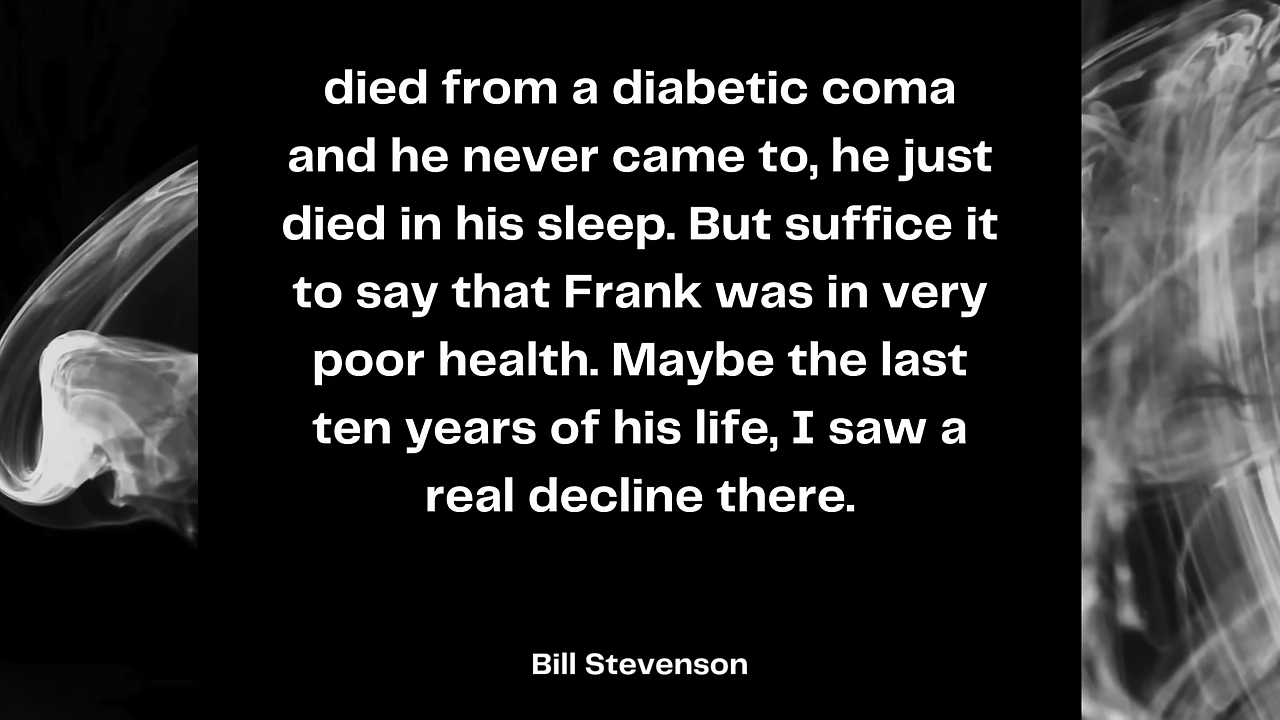 died from a diabetic coma
and he never came to, he just
died in his sleep. But suffice it
to say that Frank was in very
poor health. Maybe the last
ten years of his life, I saw a
real decline there.
Bill Stevenson